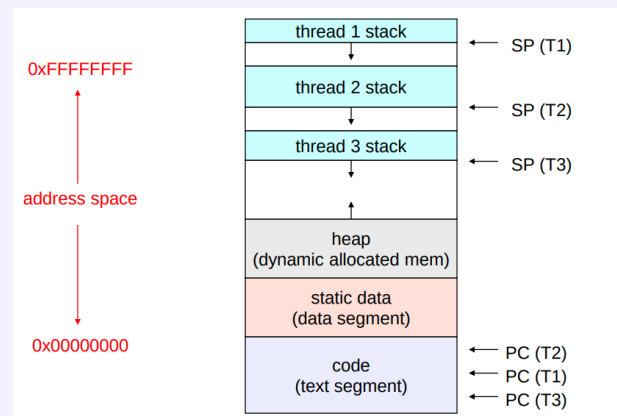 thread 1 stack
SP (T1)
0xFFFFFFFF
thread 2 stack
SP (T2)
thread 3 stack
SP (T3)
address space
heap
(dynamic allocated mem)
static data
(data segment)
0x00000000
PC (T2)
code
(text segment)
PC (T1)
PC (T3)